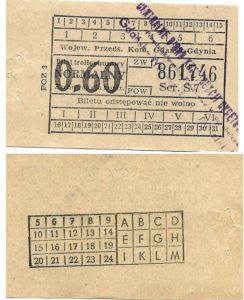 1 2 3 4 5 6 7 8 9 10 11 12 13 14 15
1 2 3 4 5 6
Wojew. Przeds. Kom. Gdańsk-Gdynia
POZ 3
trolleybusowy ZW
NORMALNY 0.60 861746
POW Ser. SM
Biletu odstępować nie wolno
I II III IV V VI
16 17 18 19 20 21 22 23 24 25 26 27 28 29 30 31
5 6 7 8 9 A B C D
10 11 12 13 14 E F G H
15 16 17 18 19
20 21 22 23 24 I K L M